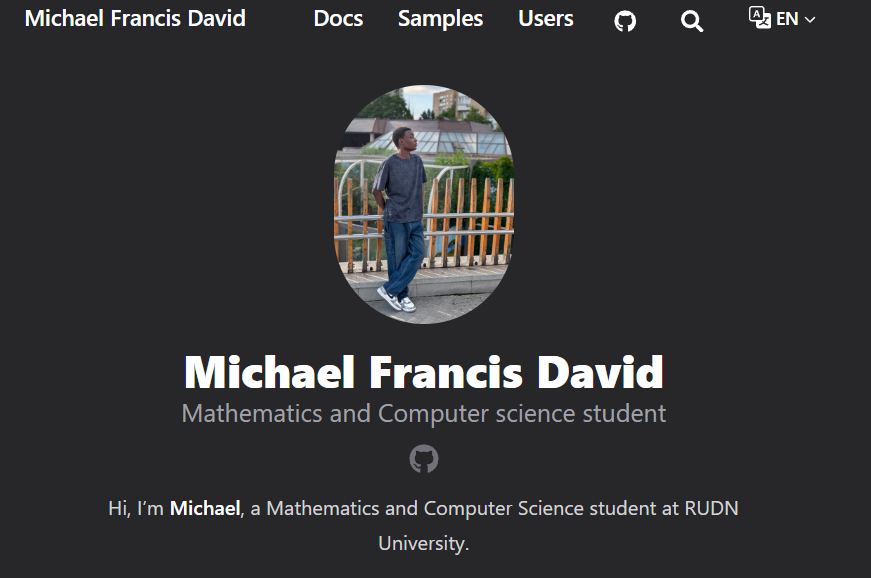 Michael Francis David Docs Samples Users EN
Michael Francis David
Mathematics and Computer science student
Hi, I’m Michael, a Mathematics and Computer Science student at RUDN
University.